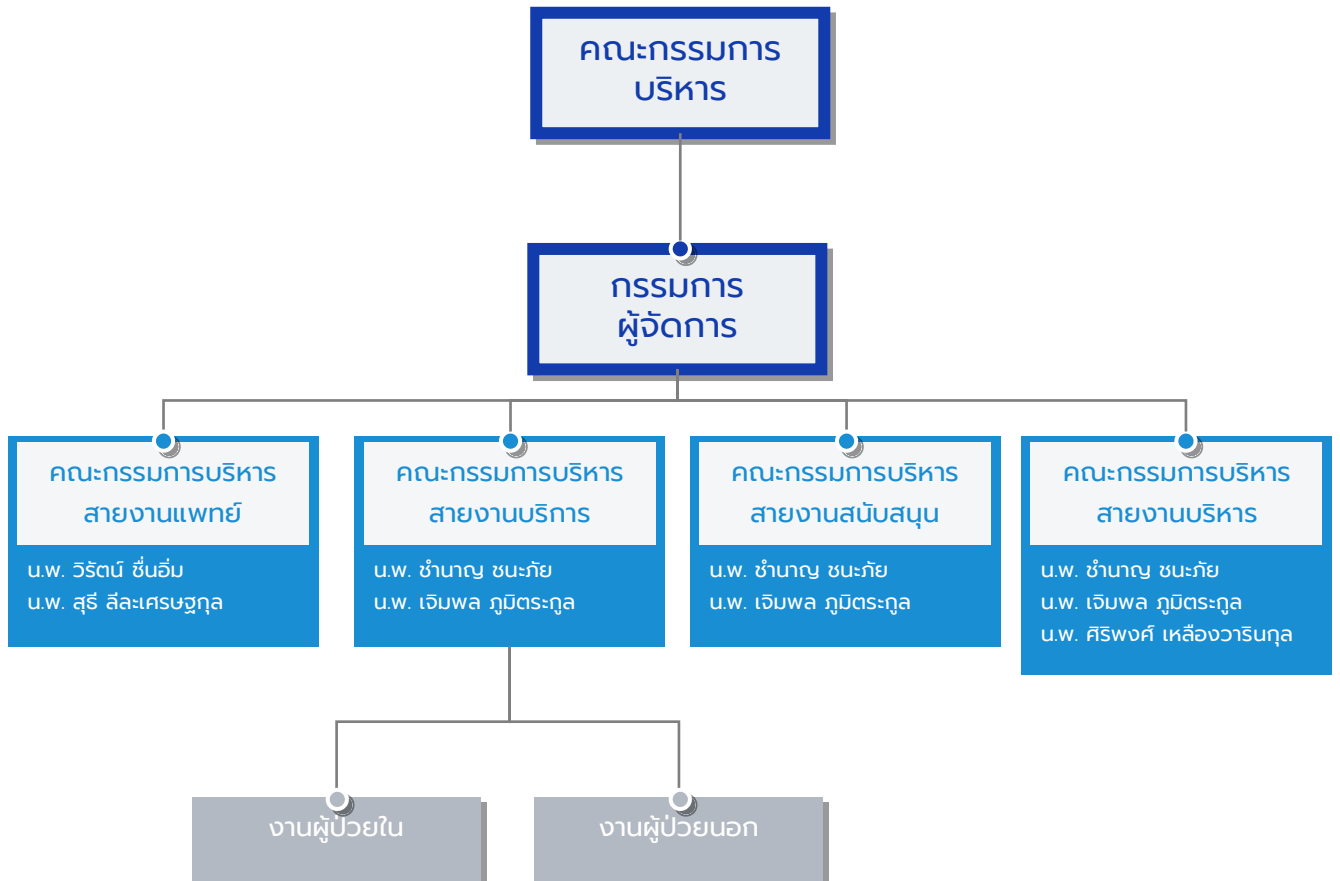 คณะกรรมการ
บริหาร
กรรมการ
ผู้จัดการ
คณะกรรมการบริหาร
สายงานแพทย์
น.พ. วิรัตน์ ชื่นอิ่ม
น.พ. สุธี ลีละเศรษฐกุล
คณะกรรมการบริหาร
สายงานบริการ
น.พ. ชำนาญ ชนะภัย
น.พ. เจิมพล ภูมิตระกูล
คณะกรรมการบริหาร
สายงานสนับสนุน
น.พ. ชำนาญ ชนะภัย
น.พ. เจิมพล ภูมิตระกูล
คณะกรรมการบริหาร
สายงานบริหาร
น.พ. ชำนาญ ชนะภัย
น.พ. เจิมพล ภูมิตระกูล
น.พ. ศิริพงศ์ เหลืองวารินกุล
งานผู้ป่วยใน
งานผู้ป่วยนอก